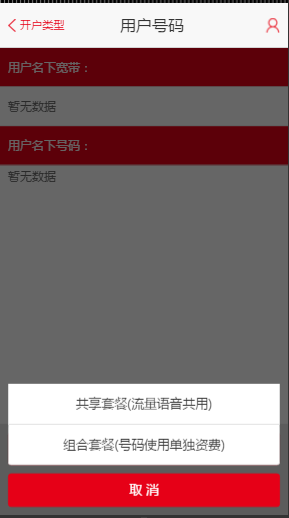 开户类型
用户号码
用户名下宽带：
暂无数据
用户名下号码：
暂无数据
共享套餐(流量语音共用)
组合套餐(号码使用单独资费)
取消